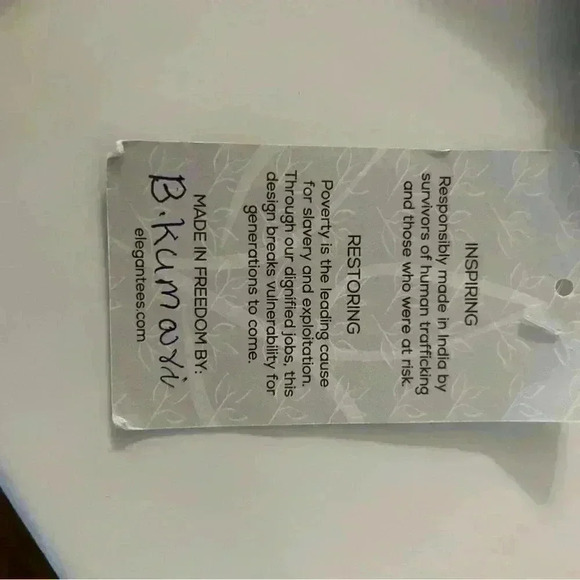 INSPIRING
Responsibly made in India by
survivors of human trafficking
and those who were at risk.
RESTORING
Poverty is the leading cause
for slavery and exploitation.
Through our dignified jobs, this
design breaks vulnerability for
generations to come.
MADE IN FREEDOM BY:
B.Kumari
elegantees.com